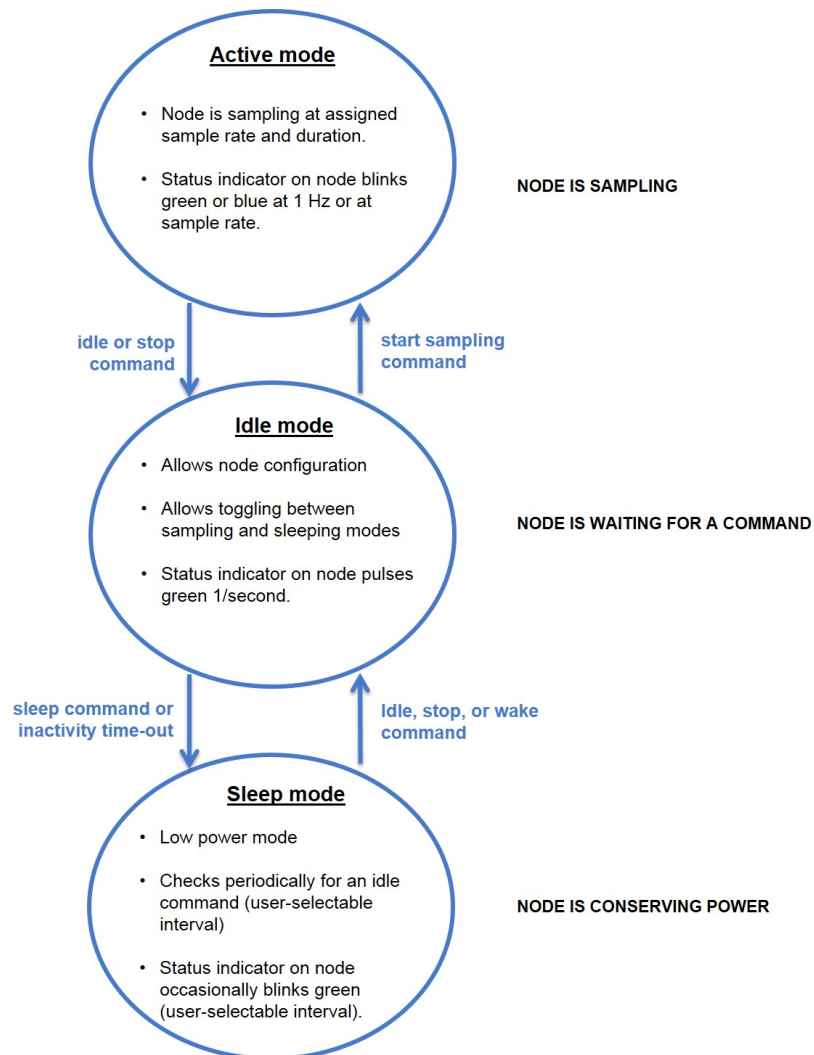 Active mode
• Node is sampling at assigned
sample rate and duration.
• Status indicator on node blinks
green or blue at 1 Hz or at
sample rate.
NODE IS SAMPLING
idle or stop
command
start sampling
command
Idle mode
• Allows node configuration
• Allows toggling between
sampling and sleeping modes
• Status indicator on node pulses
green 1/second.
NODE IS WAITING FOR A COMMAND
sleep command or
inactivity time-out
Idle, stop, or wake
command
Sleep mode
• Low power mode
• Checks periodically for an idle
command (user-selectable
interval)
• Status indicator on node
occasionally blinks green
(user-selectable interval).
NODE IS CONSERVING POWER